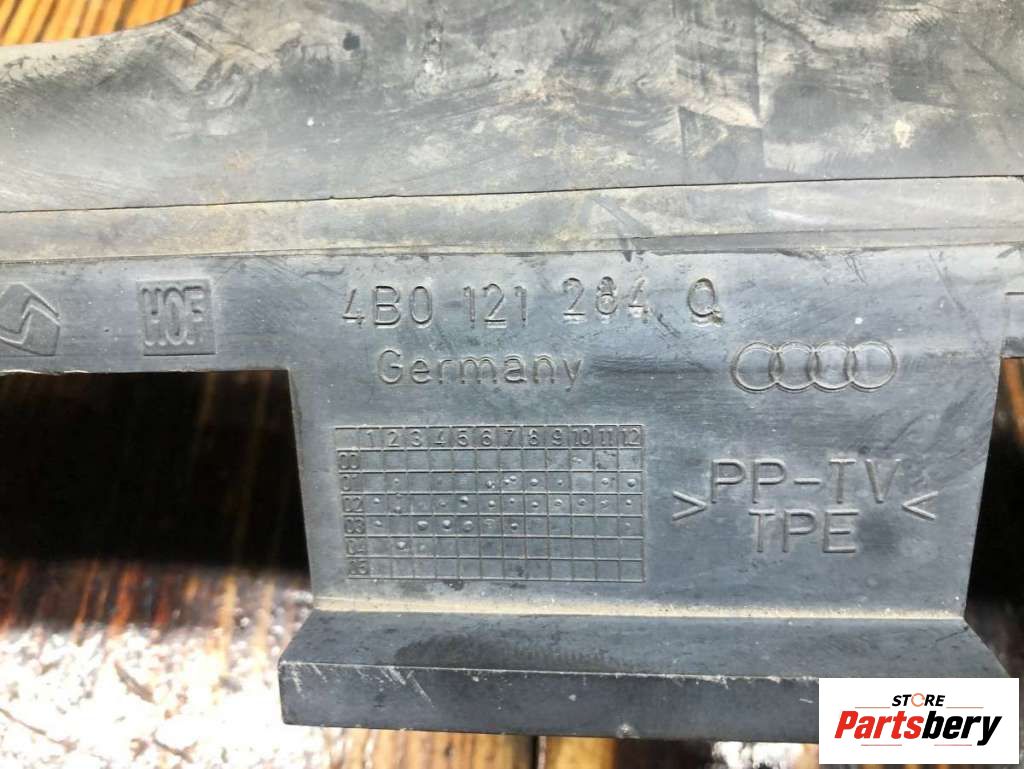 HOF
4B0 121 284 Q
Germany
1 2 3 4 5 6 7 8 9 10 11 12
00
01
02
03
04
05
>PP-TV<
TPE
STORE
Partsbery